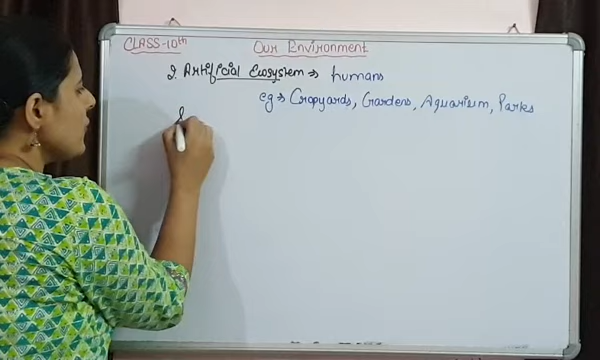 CLASS-10th
Our Environment
2. Artificial Ecosystem ⇒ humans
eg ⇒ Cropyards, Gardens, Aquarium, Parks